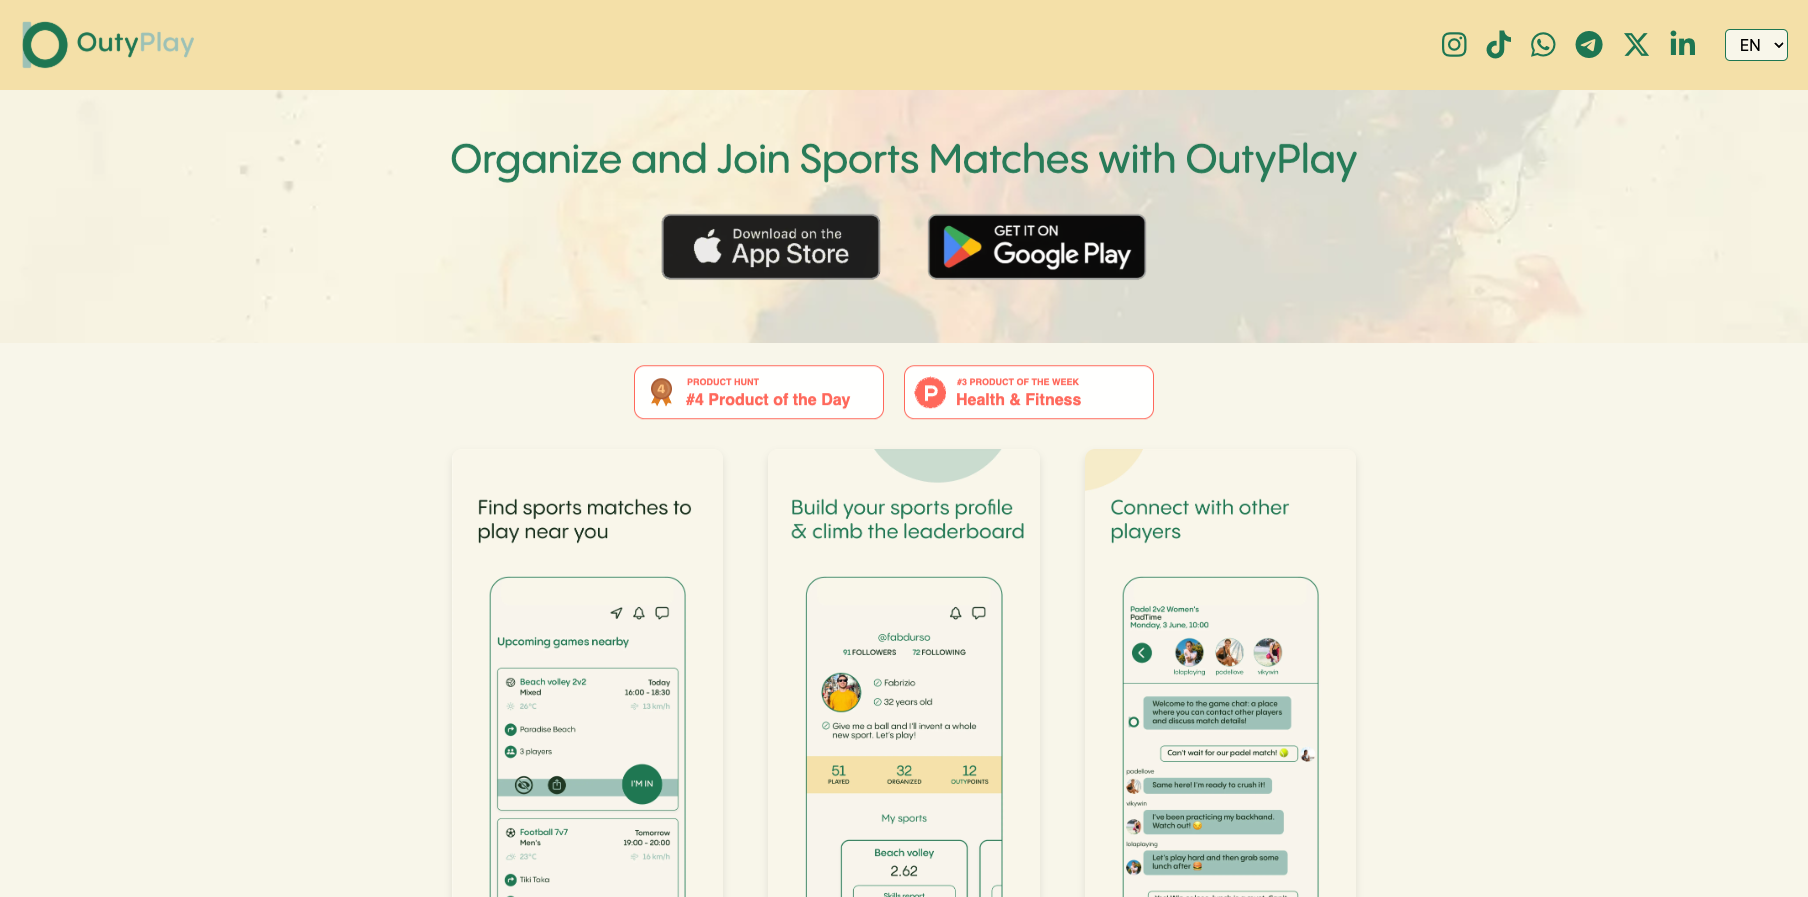 OutyPlay
EN
Organize and Join Sports Matches with OutyPlay
Download on the
App Store
GET IT ON
Google Play
4
PRODUCT HUNT
#4 Product of the Day
P
#3 PRODUCT OF THE WEEK
Health & Fitness
Find sports matches to
play near you
Upcoming games nearby
Beach volley 2v2
Today
Mixed
16:00 - 18:30
26°C
13 km/h
Paradise Beach
3 players
I'M IN
Football 7v7
Tomorrow
Men's
19:00 - 20:00
23°C
16 km/h
Tiki Taka
Build your sports profile
& climb the leaderboard
@fabdurso
91 FOLLOWERS
72 FOLLOWING
Fabrizio
32 years old
Give me a ball and I'll invent a whole
new sport. Let's play!
51
PLAYED
32
ORGANIZED
12
OUTYPOINTS
My sports
Beach volley
2.62
Skills report
Connect with other
players
Padel 2v2 Women's
PadTime
Monday, 3 June, 10:00
lolaplaying
padellove
vikywin
Welcome to the game chat: a place
where you can contact other players
and discuss match details!
Can't wait for our padel match!
padellove
Same here! I'm ready to crush it!
vikywin
I've been practicing my backhand.
Watch out!
lolaplaying
Let's play hard and then grab some
lunch after